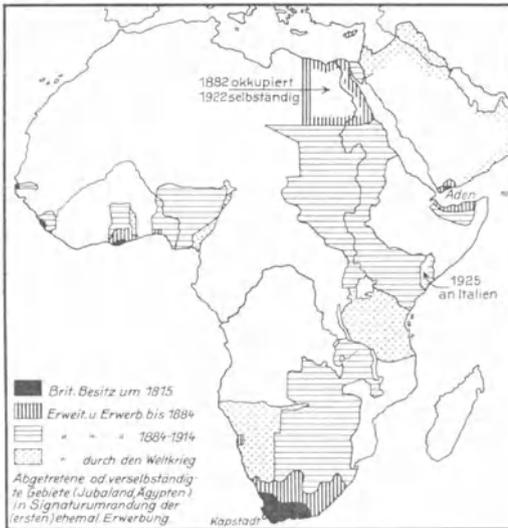 1882 okkupiert
1922 selbständig
Aden
1925
an Italien
Brit. Besitz um 1815
Erweit. u Erwerb bis 1884
" " " 1884-1914
" durch den Weltkrieg
Abgetretene od. verselbständig-
te Gebiete (Jubaland, Ägypten)
in Signaturumrandung der
(ersten) ehemal. Erwerbung.
Kapstadt